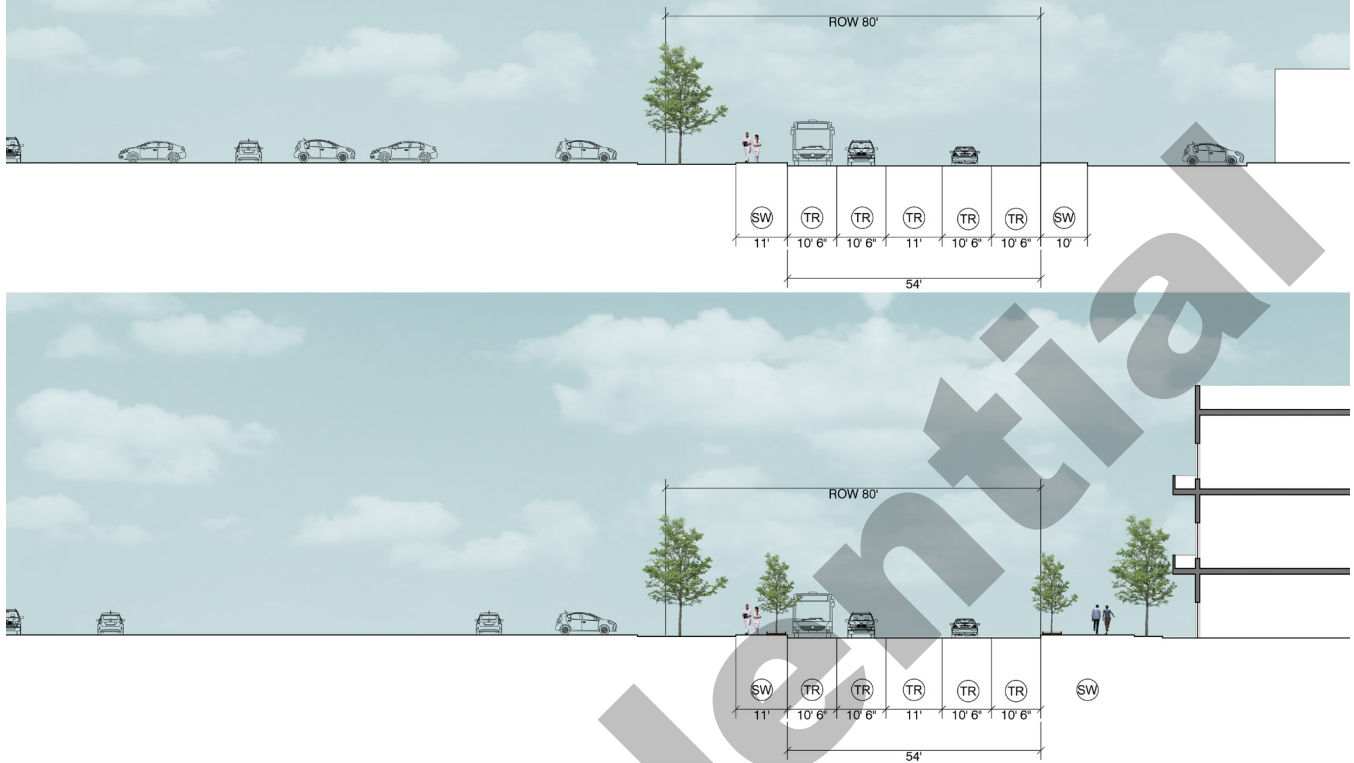 ROW 80'
SW TR TR TR TR TR SW
11' 10' 6" 10' 6" 11' 10' 6" 10' 6" 10'
54'
ROW 80'
SW TR TR TR TR TR SW
11' 10' 6" 10' 6" 11' 10' 6" 10' 6"
54'
lential